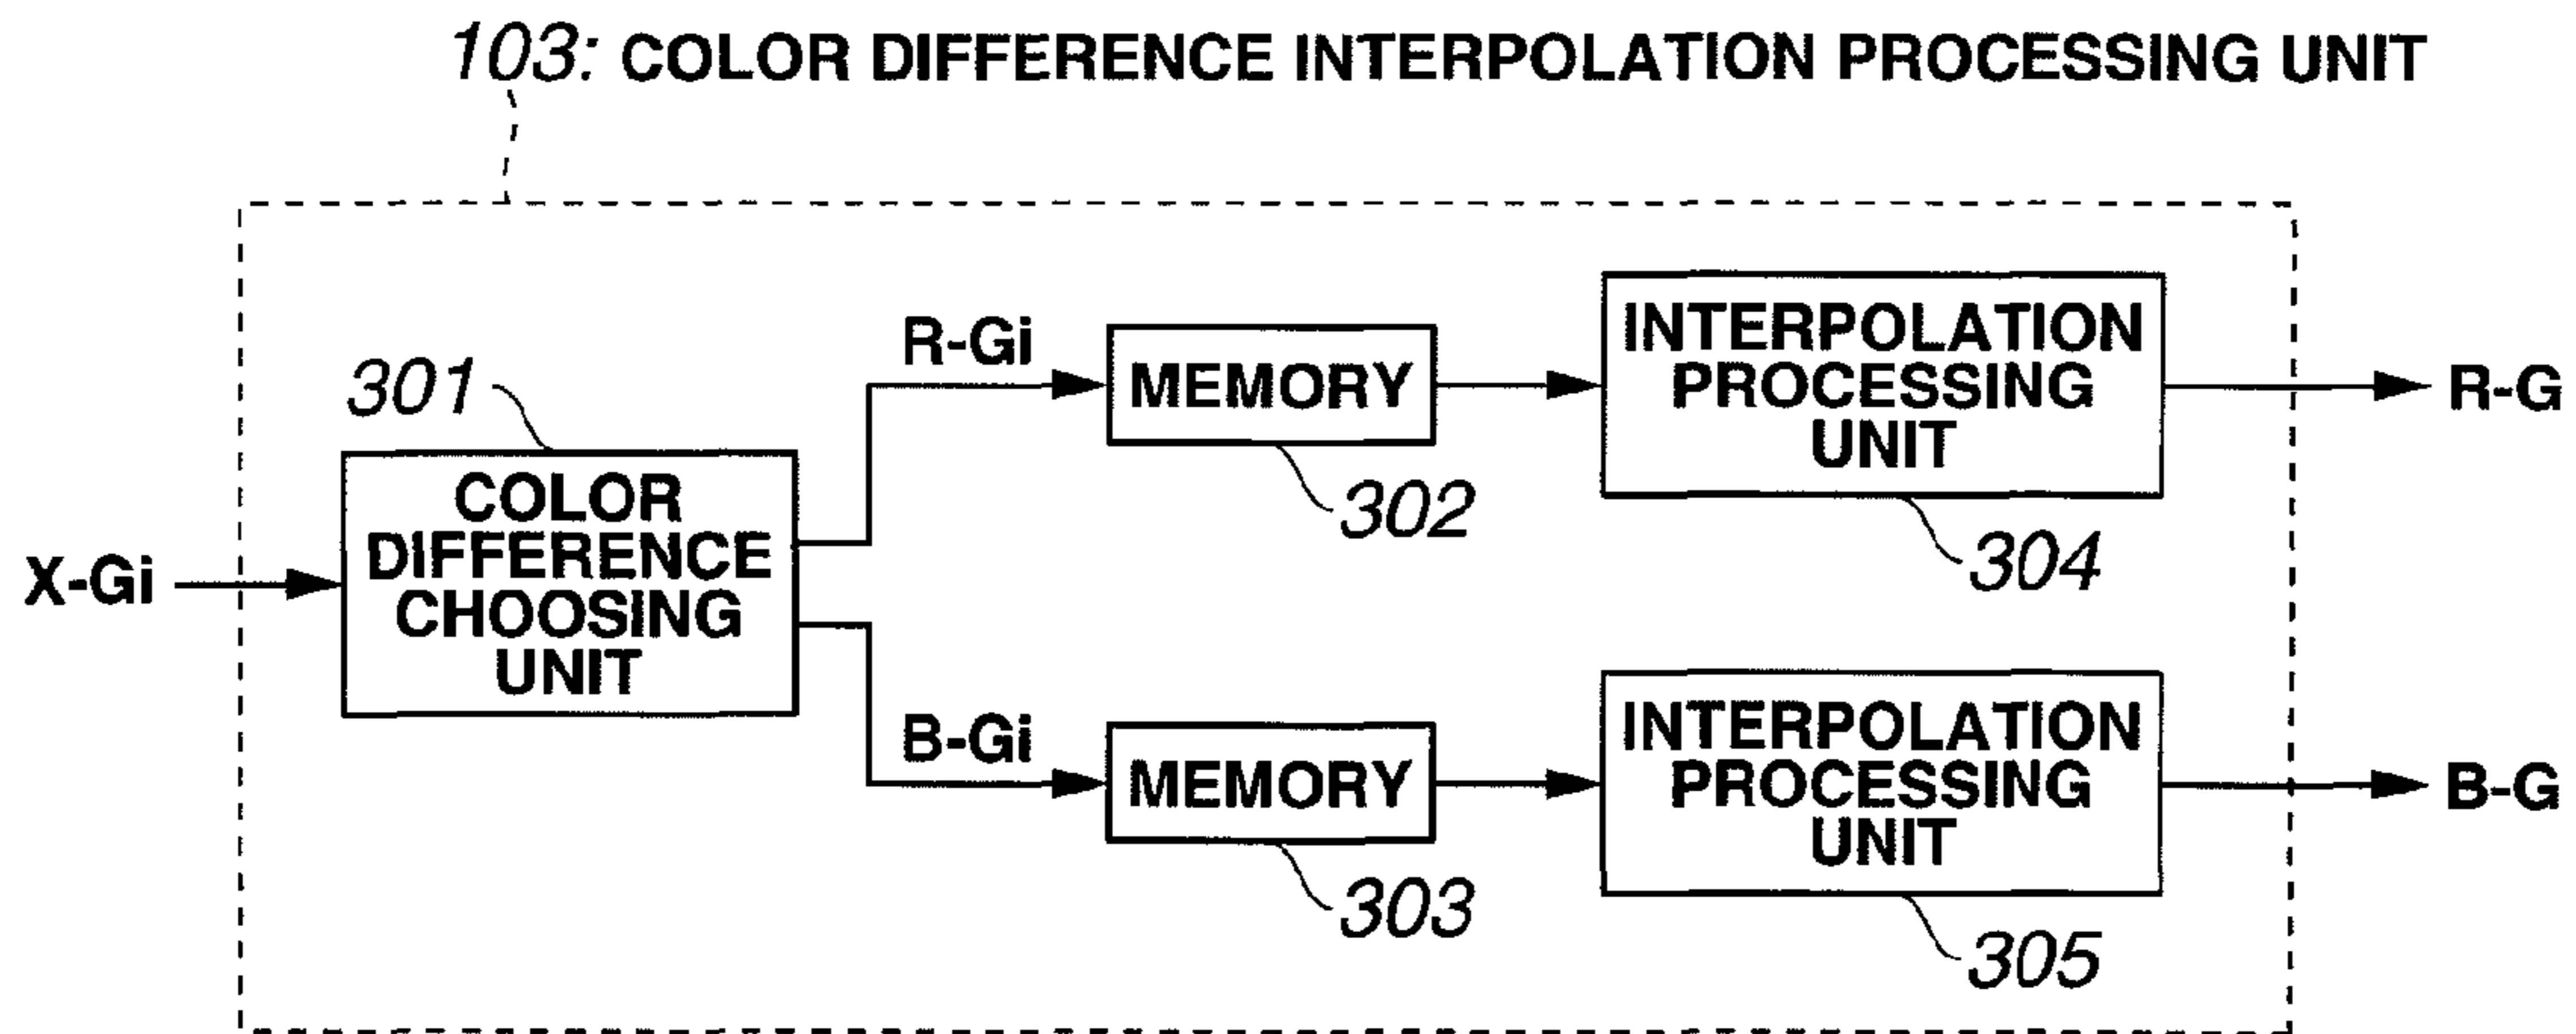 103: COLOR DIFFERENCE INTERPOLATION PROCESSING UNIT
X-Gi
301
COLOR
DIFFERENCE
CHOOSING
UNIT
R-Gi
MEMORY
302
INTERPOLATION
PROCESSING
UNIT
304
R-G
B-Gi
MEMORY
303
INTERPOLATION
PROCESSING
UNIT
305
B-G